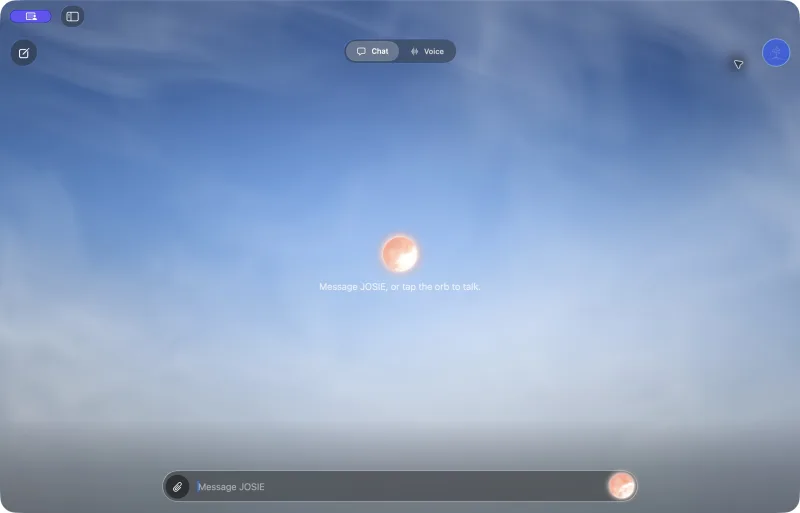 Chat
Voice
Message JOSIE, or tap the orb to talk.
Message JOSIE